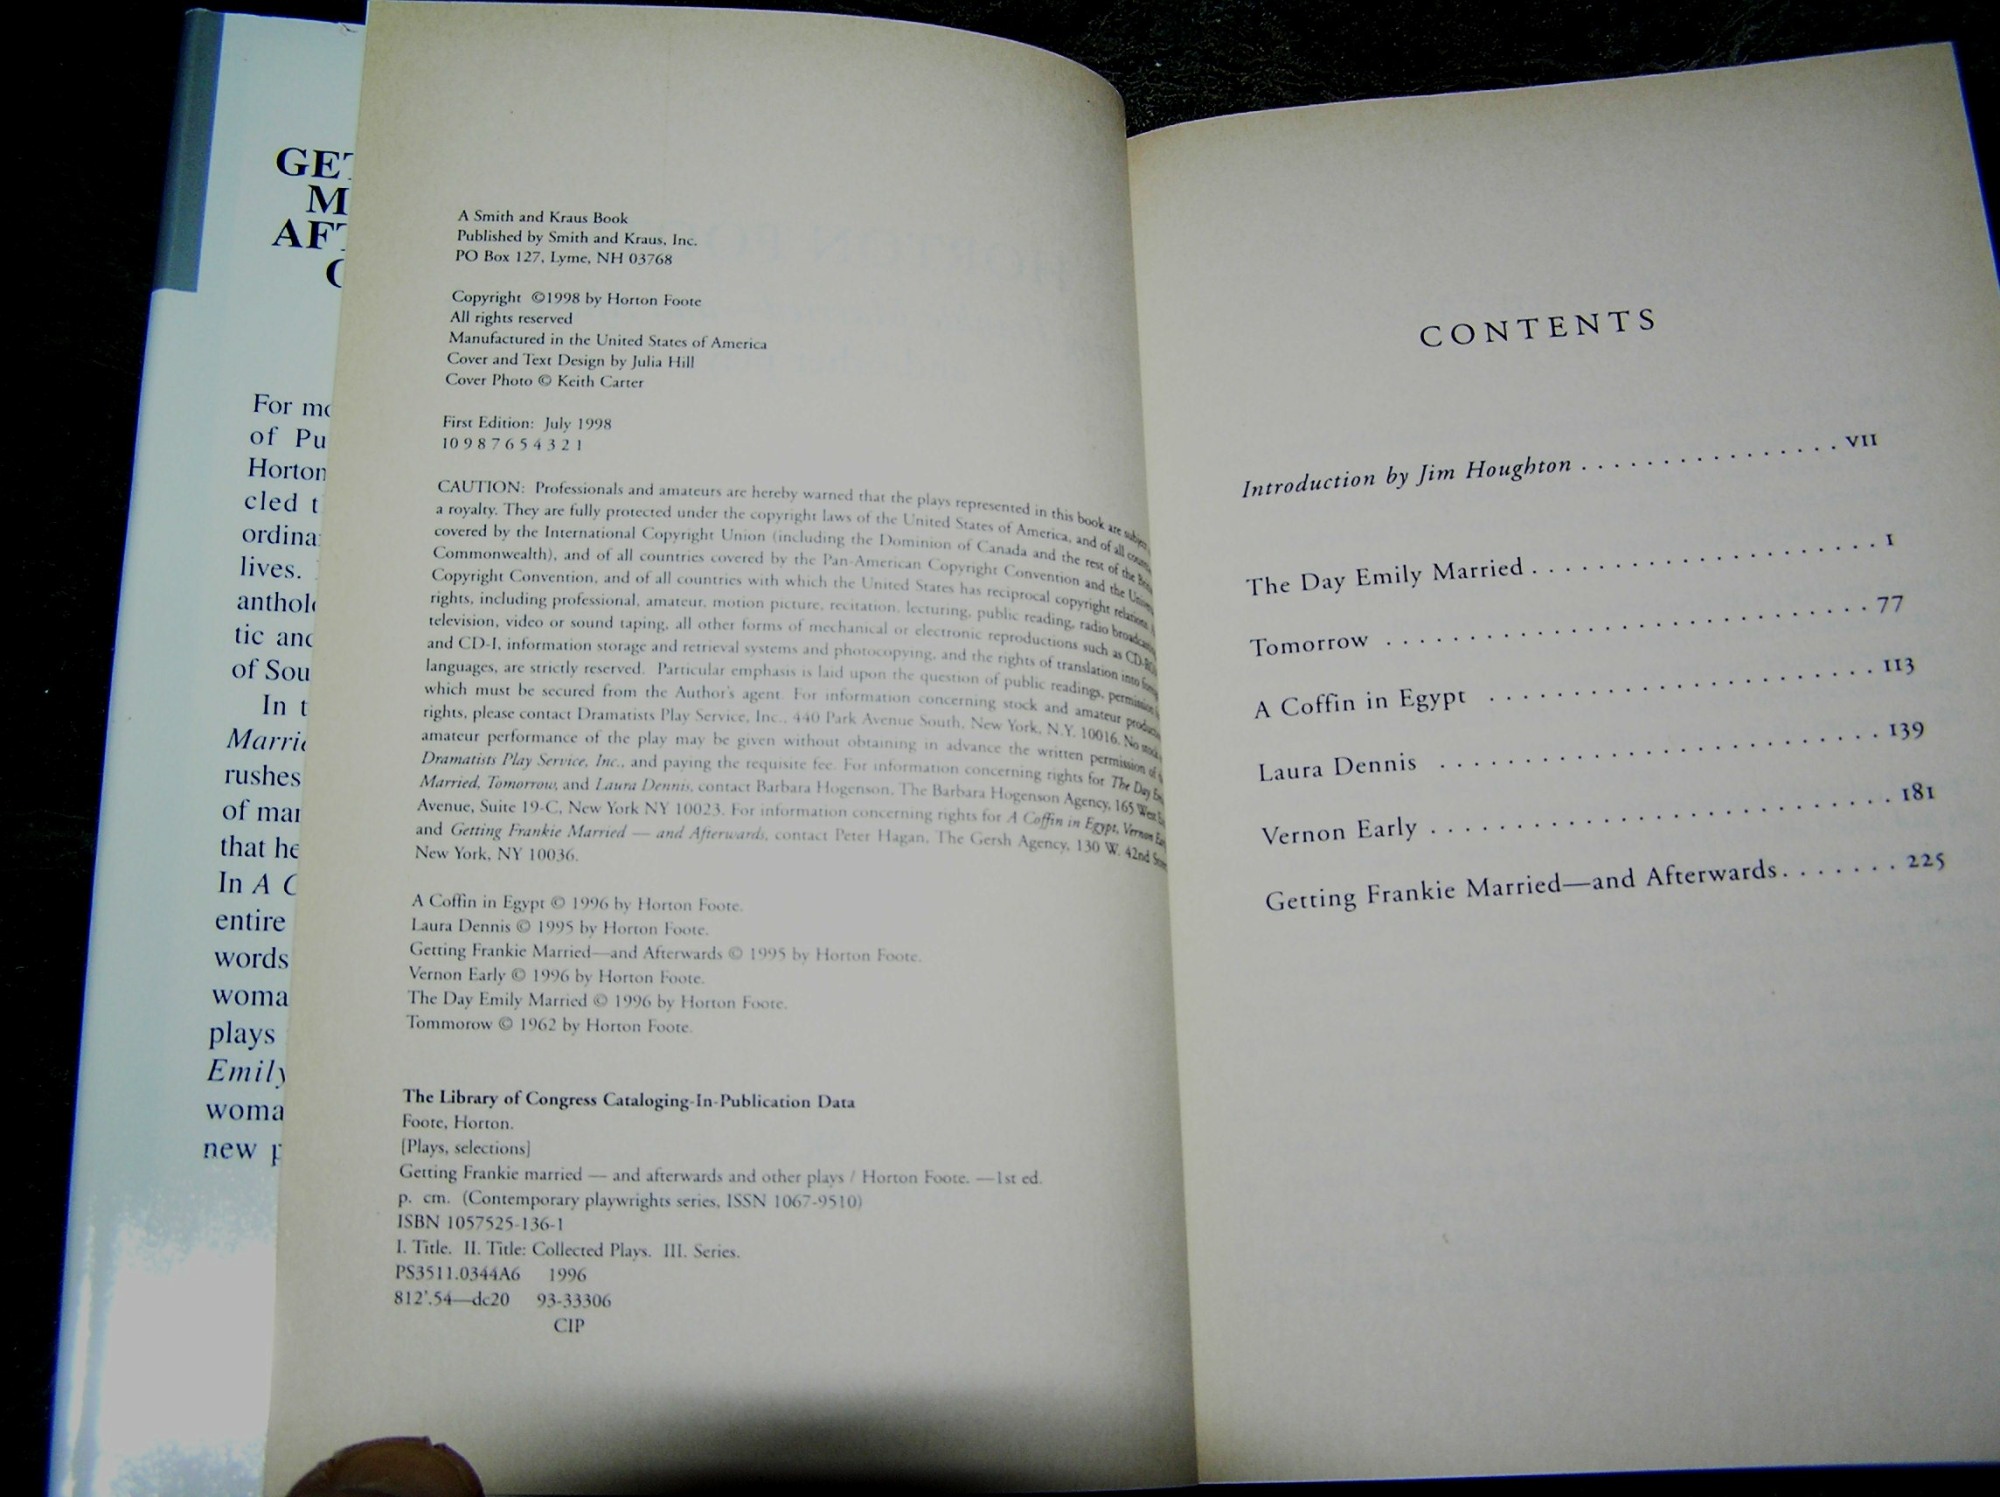 GET
M
AFT
For mo
of Pu
Horton
cled t
ordina
lives.
anthol
tic and
of Sou
In t
Marrie
rushes
of mar
that he
In A C
entire
words
woma
plays
Emily
woma
new p
A Smith and Kraus Book
Published by Smith and Kraus, Inc.
PO Box 127, Lyme, NH 03768
Copyright ©1998 by Horton Foote
All rights reserved
Manufactured in the United States of America
Cover and Text Design by Julia Hill
Cover Photo © Keith Carter
First Edition: July 1998
10 9 8 7 6 5 4 3 2 1
CAUTION: Professionals and amateurs are hereby warned that the plays represented in this book are subject
a royalty. They are fully protected under the copyright laws of the United States of America, and of all
covered by the International Copyright Union (including the Dominion of Canada and the rest of the
Commonwealth), and of all countries covered by the Pan-American Copyright Convention and the
Copyright Convention, and of all countries with which the United States has reciprocal copyright
rights, including professional, amateur, motion picture, recitation, lecturing, public reading, radio
television, video or sound taping, all other forms of mechanical or electronic reproductions such as
and CD-I, information storage and retrieval systems and photocopying, and the rights of translation into
languages, are strictly reserved. Particular emphasis is laid upon the question of public readings,
which must be secured from the Author's agent. For information concerning stock and amateur
rights, please contact Dramatists Play Service, Inc., 440 Park Avenue South, New York, N.Y. 10016. No
amateur performance of the play may be given without obtaining in advance the written permission of
Dramatists Play Service, Inc., and paying the requisite fee. For information concerning rights for The Day
Married, Tomorrow, and Laura Dennis, contact Barbara Hogenson, The Barbara Hogenson Agency, 165 West
Avenue, Suite 19-C, New York NY 10023. For information concerning rights for A Coffin in Egypt, Vernon
and Getting Frankie Married — and Afterwards, contact Peter Hagan, The Gersh Agency, 130 W. 42nd
New York, NY 10036.
A Coffin in Egypt © 1996 by Horton Foote.
Laura Dennis © 1995 by Horton Foote.
Getting Frankie Married—and Afterwards © 1995 by Horton Foote.
Vernon Early © 1996 by Horton Foote.
The Day Emily Married © 1996 by Horton Foote.
Tommorow © 1962 by Horton Foote.
The Library of Congress Cataloging-In-Publication Data
Foote, Horton.
[Plays, selections]
Getting Frankie married — and afterwards and other plays / Horton Foote. —1st ed.
p. cm. (Contemporary playwrights series, ISSN 1067-9510)
ISBN 1057525-136-1
I. Title. II. Title: Collected Plays. III. Series.
PS3511.0344A6 1996
812'.54—dc20 93-33306
CIP
CONTENTS
Introduction by Jim Houghton . . . . . . . . . . . . . . . . VII
The Day Emily Married . . . . . . . . . . . . . . . . . . . . . 1
Tomorrow . . . . . . . . . . . . . . . . . . . . . . . . . . . . 77
A Coffin in Egypt . . . . . . . . . . . . . . . . . . . . . . . 113
Laura Dennis . . . . . . . . . . . . . . . . . . . . . . . . . 139
Vernon Early . . . . . . . . . . . . . . . . . . . . . . . . . 181
Getting Frankie Married—and Afterwards . . . . . . . 225